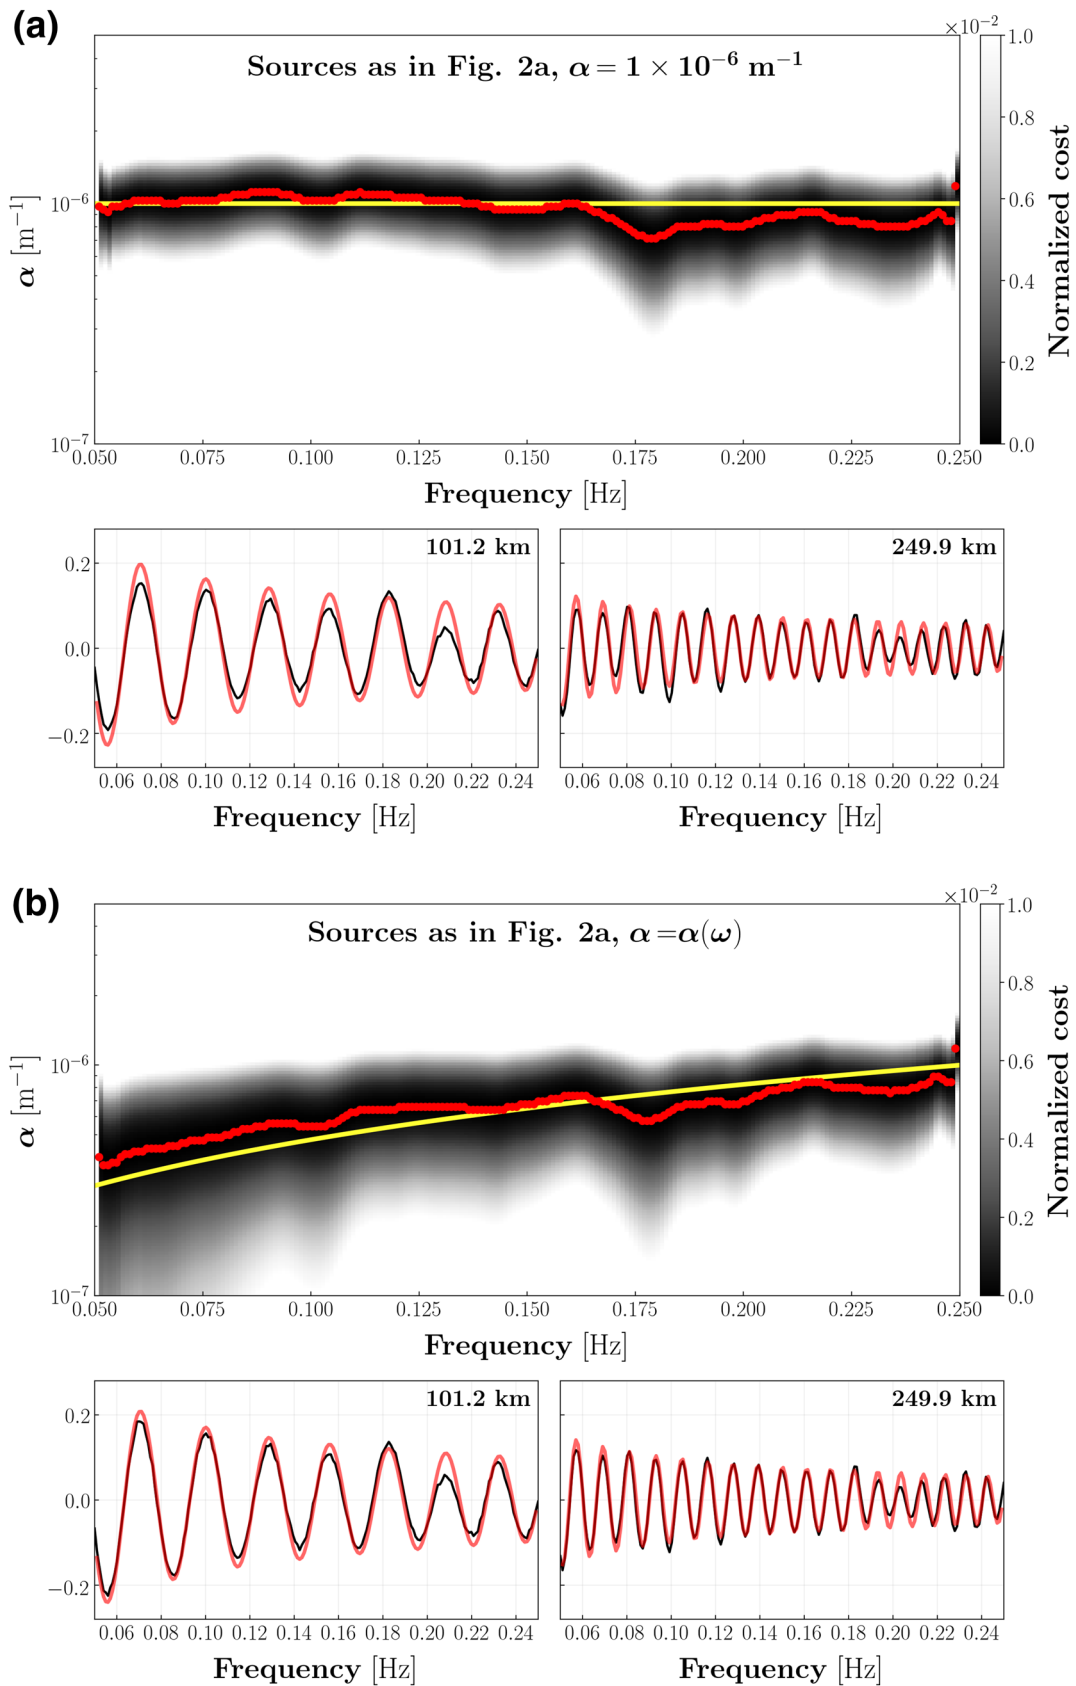 (a)
×10⁻²
Sources as in Fig. 2a, α = 1 × 10⁻⁶ m⁻¹
1.0
0.8
0.6
0.4
0.2
0.0
Normalized cost
10⁻⁶
10⁻⁷
α [m⁻¹]
0.050 0.075 0.100 0.125 0.150 0.175 0.200 0.225 0.250
Frequency [Hz]
101.2 km
0.2
0.0
−0.2
0.06 0.08 0.10 0.12 0.14 0.16 0.18 0.20 0.22 0.24
Frequency [Hz]
249.9 km
0.06 0.08 0.10 0.12 0.14 0.16 0.18 0.20 0.22 0.24
Frequency [Hz]
(b)
×10⁻²
Sources as in Fig. 2a, α=α(ω)
1.0
0.8
0.6
0.4
0.2
0.0
Normalized cost
10⁻⁶
10⁻⁷
α [m⁻¹]
0.050 0.075 0.100 0.125 0.150 0.175 0.200 0.225 0.250
Frequency [Hz]
101.2 km
0.2
0.0
−0.2
0.06 0.08 0.10 0.12 0.14 0.16 0.18 0.20 0.22 0.24
Frequency [Hz]
249.9 km
0.06 0.08 0.10 0.12 0.14 0.16 0.18 0.20 0.22 0.24
Frequency [Hz]